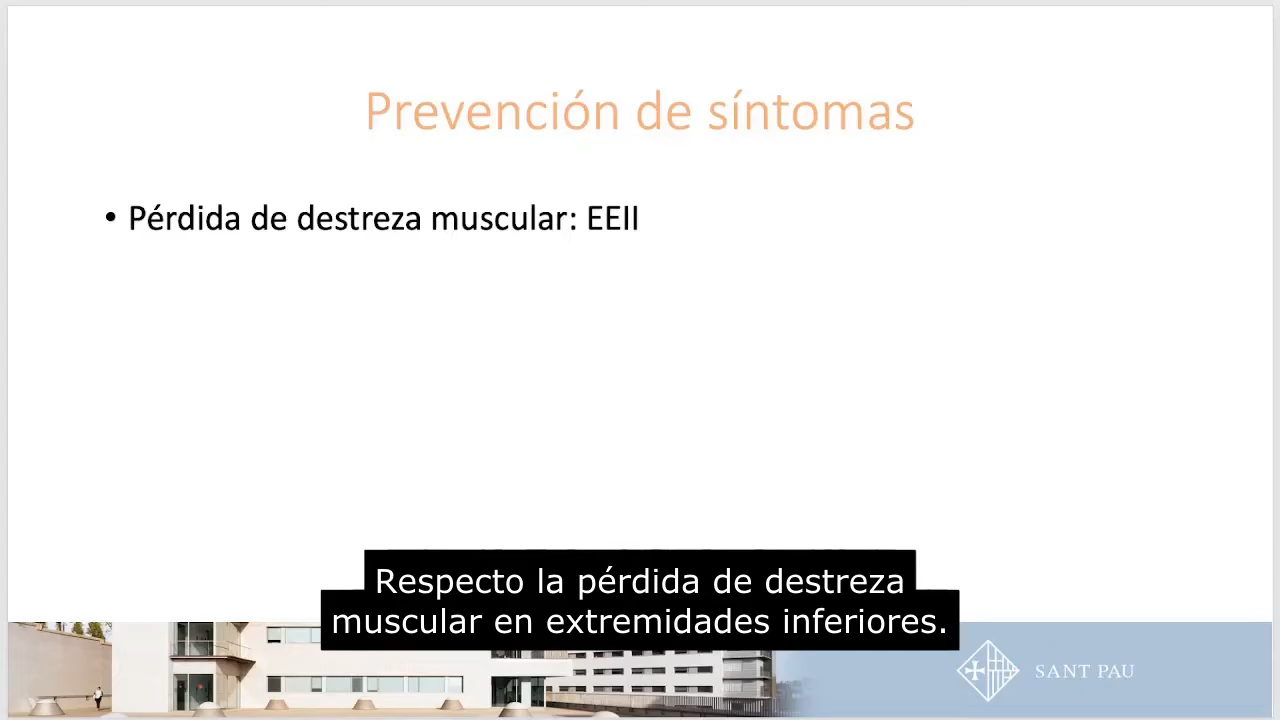 Prevención de síntomas
• Pérdida de destreza muscular: EEII
Respecto la pérdida de destreza
muscular en extremidades inferiores.
SANT PAU